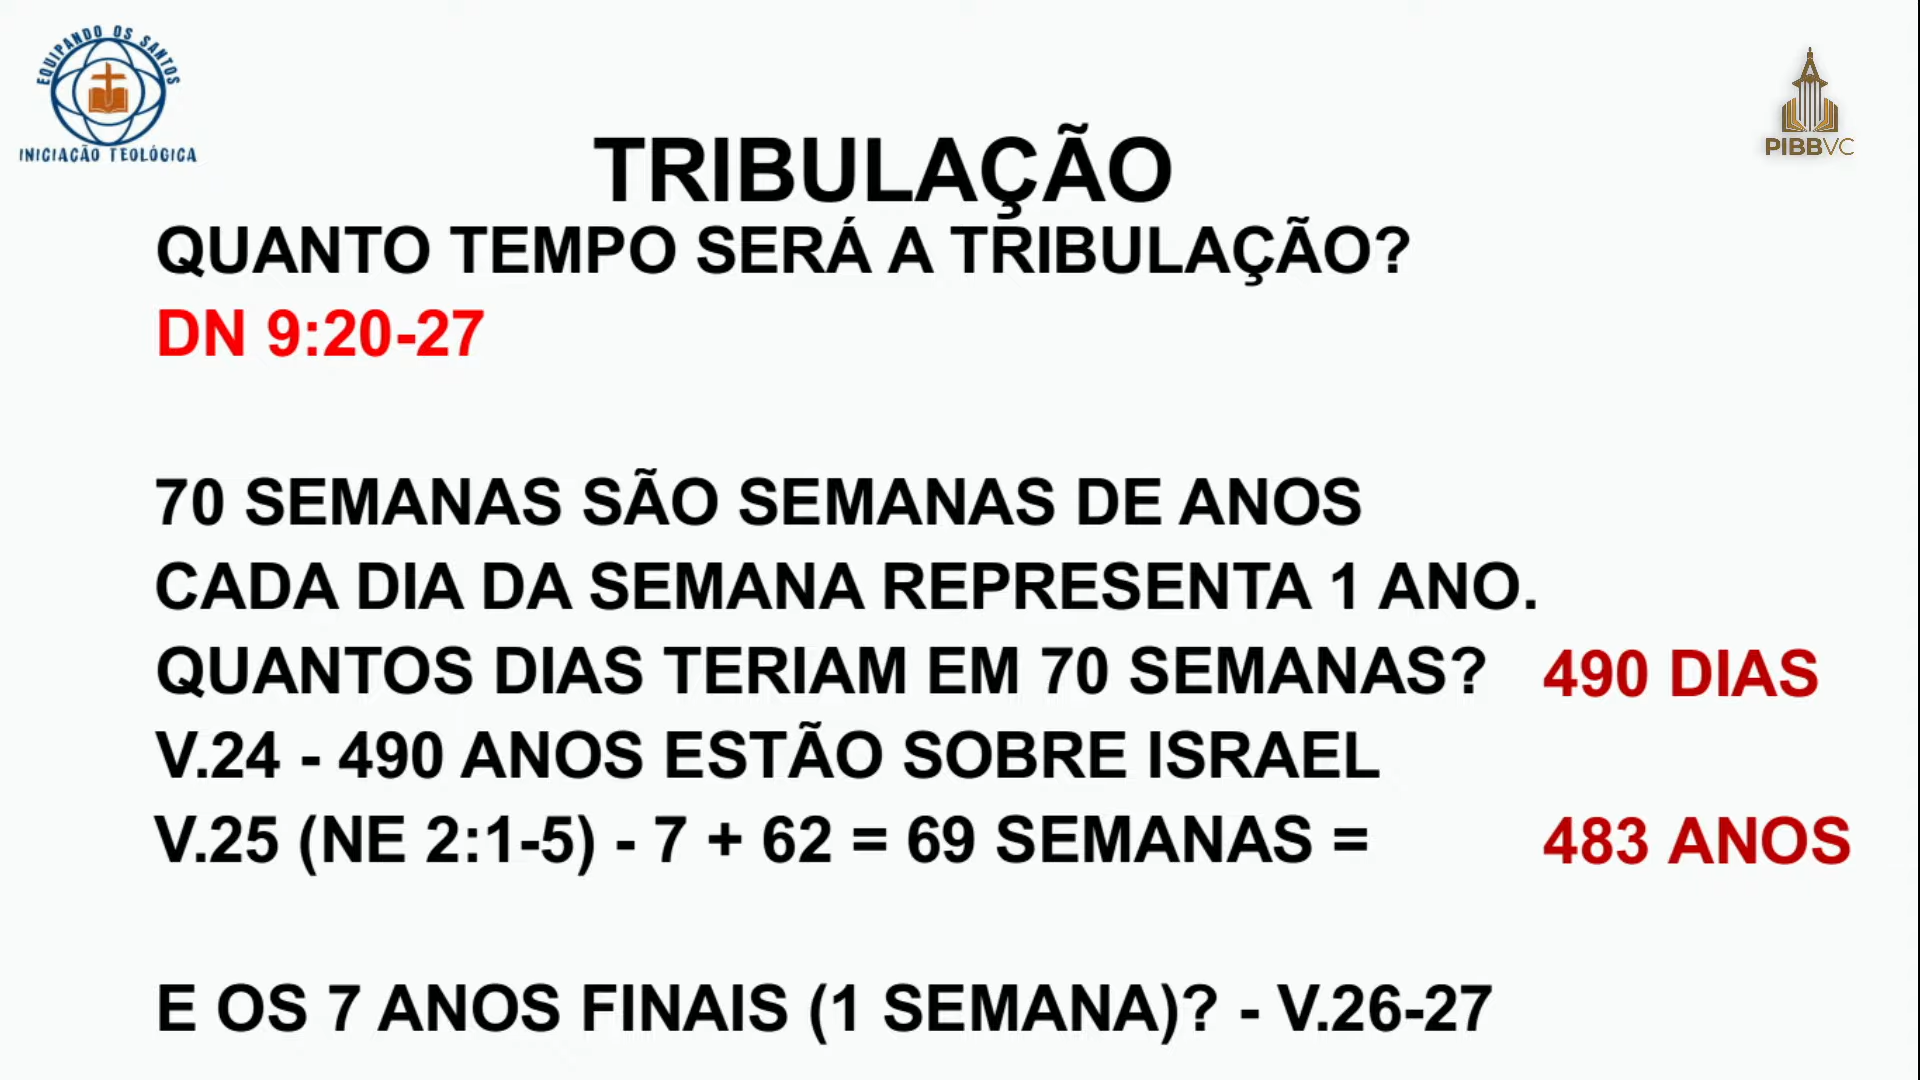 EQUIPANDO OS SANTOS
INICIAÇÃO TEOLÓGICA
PIBBVC
TRIBULAÇÃO
QUANTO TEMPO SERÁ A TRIBULAÇÃO?
DN 9:20-27
70 SEMANAS SÃO SEMANAS DE ANOS
CADA DIA DA SEMANA REPRESENTA 1 ANO.
QUANTOS DIAS TERIAM EM 70 SEMANAS? 490 DIAS
V.24 - 490 ANOS ESTÃO SOBRE ISRAEL
V.25 (NE 2:1-5) - 7 + 62 = 69 SEMANAS = 483 ANOS
E OS 7 ANOS FINAIS (1 SEMANA)? - V.26-27